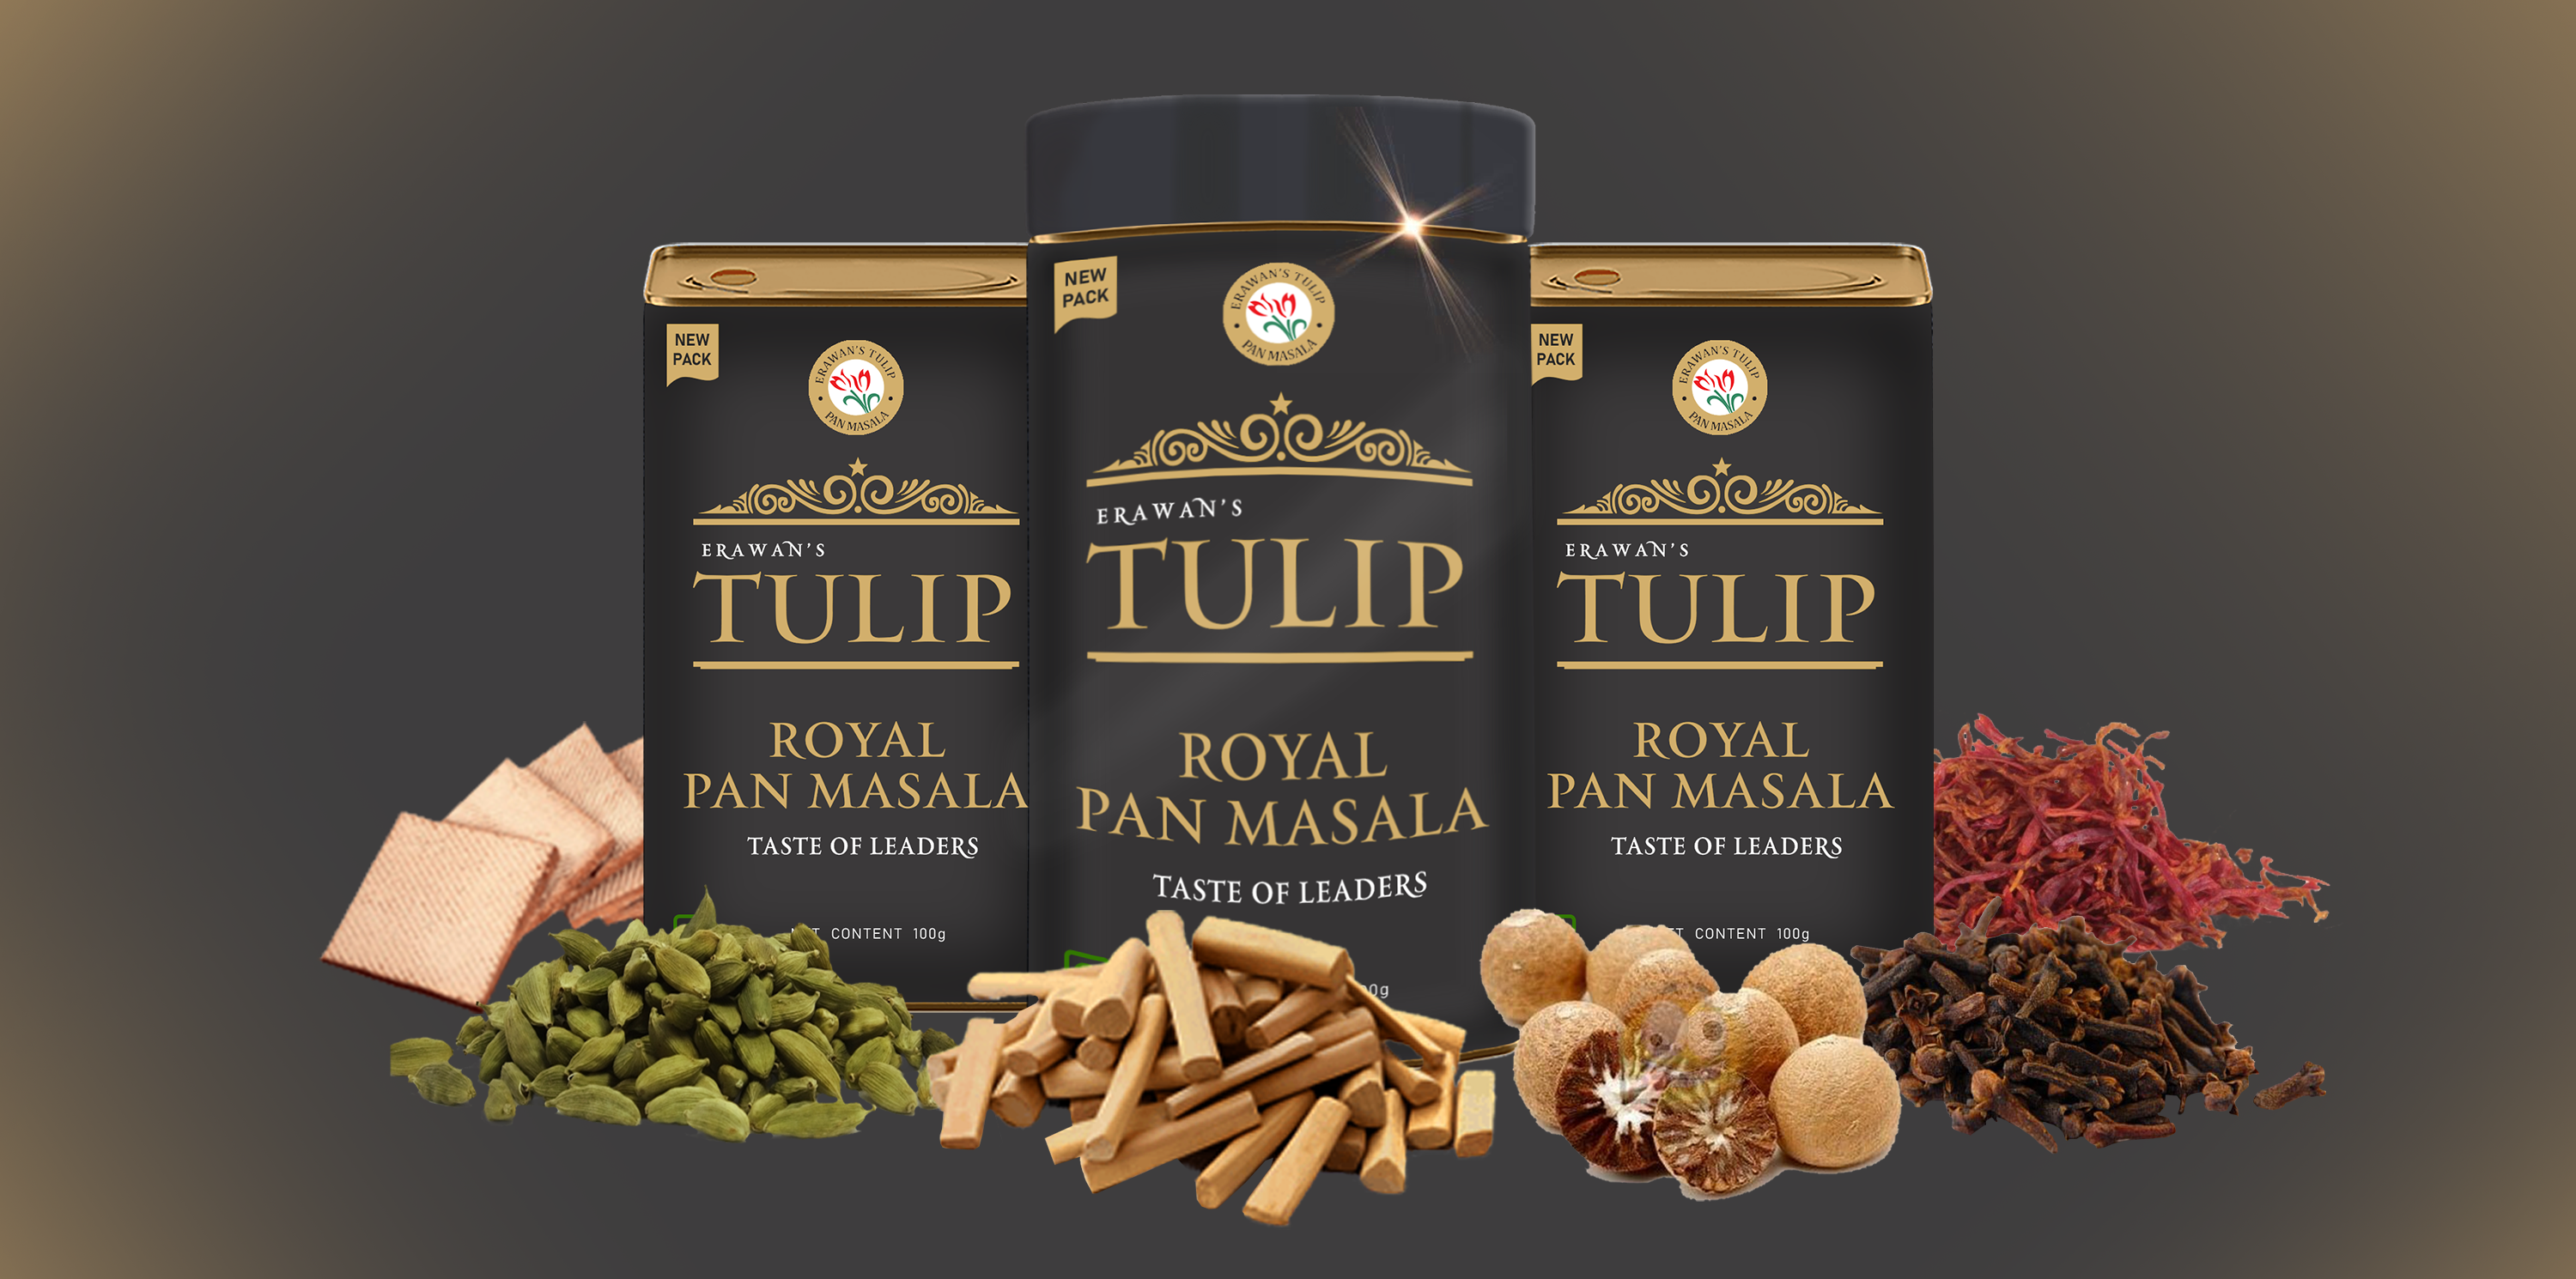 NEW
PACK
ERAWAN'S TULIP
PAN MASALA
ERAWAN'S
TULIP
ROYAL
PAN MASALA
TASTE OF LEADERS
CONTENT 100g
NEW
PACK
ERAWAN'S TULIP
PAN MASALA
ERAWAN'S
TULIP
ROYAL
PAN MASALA
TASTE OF LEADERS
NEW
PACK
ERAWAN'S TULIP
PAN MASALA
ERAWAN'S
TULIP
ROYAL
PAN MASALA
TASTE OF LEADERS
CONTENT 100g